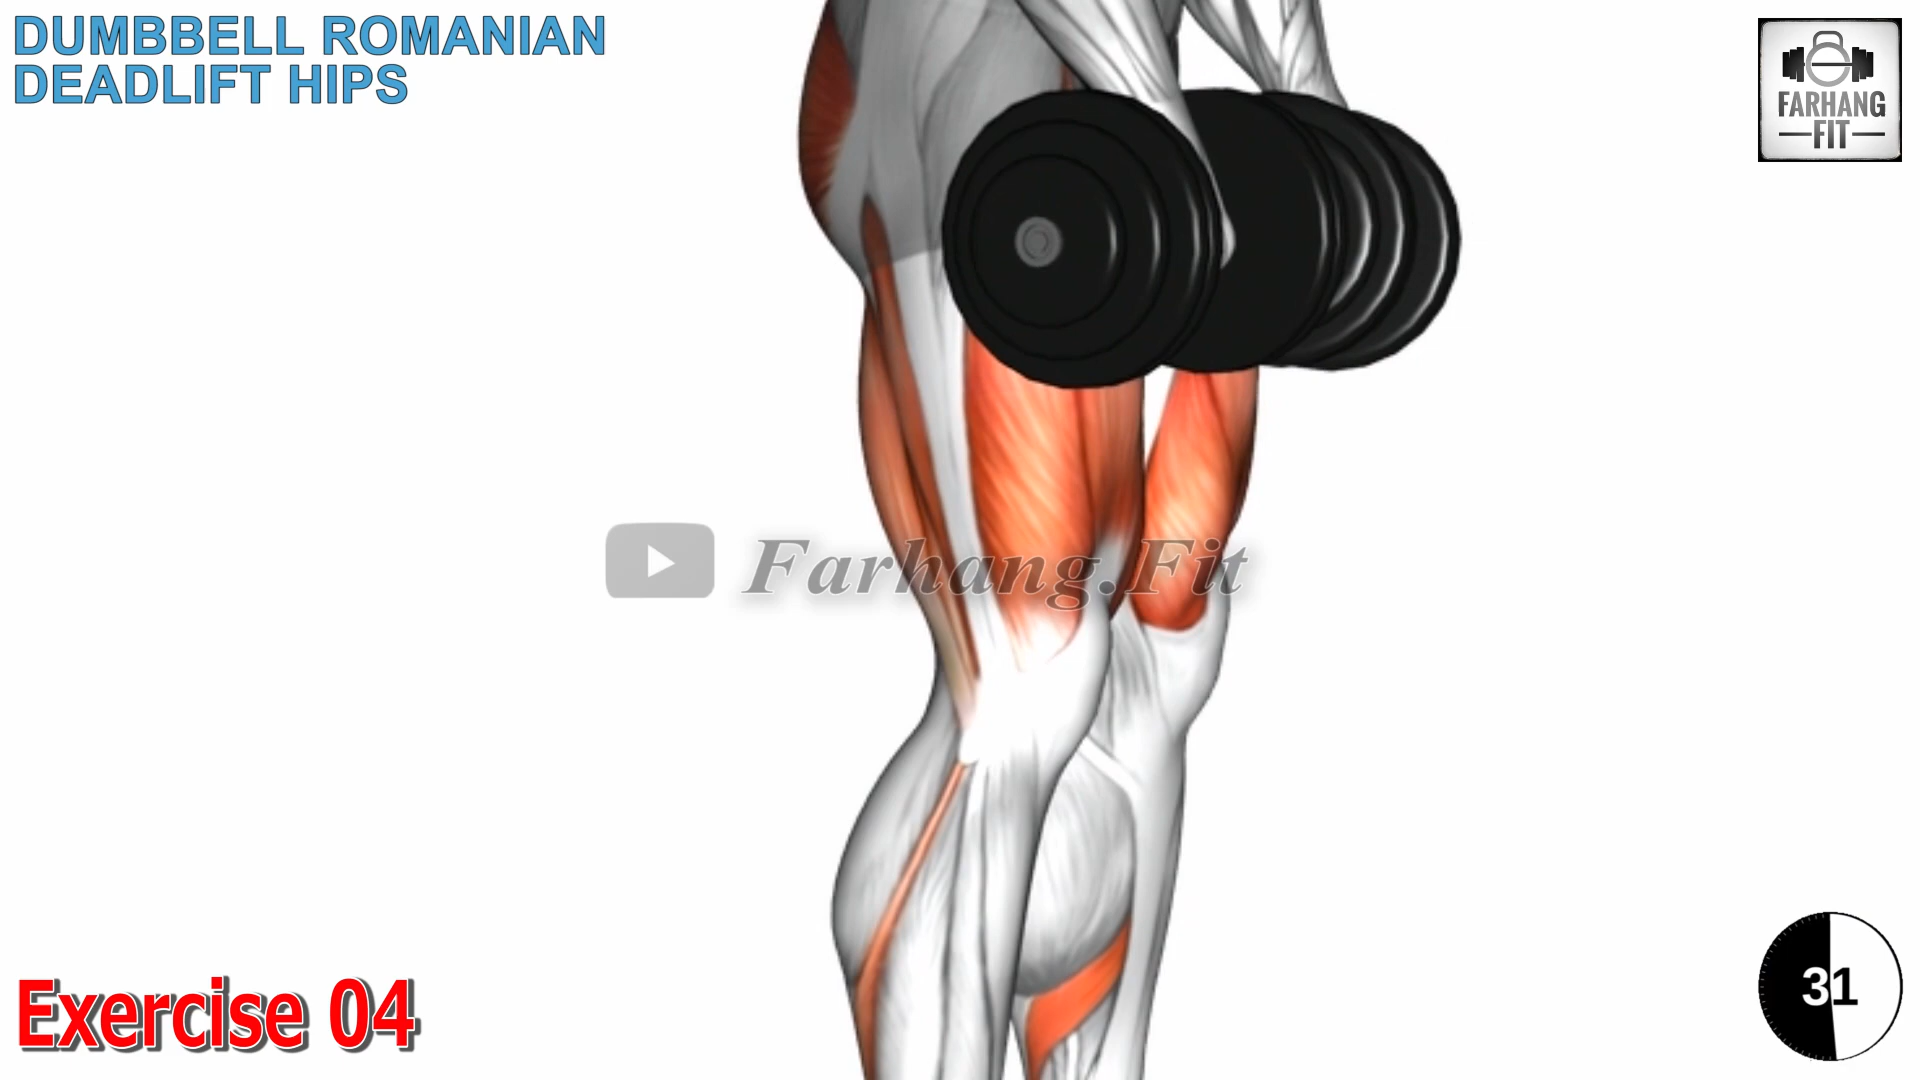 DUMBBELL ROMANIAN
DEADLIFT HIPS
FARHANG
FIT
Farhang.Fit
Exercise 04
31